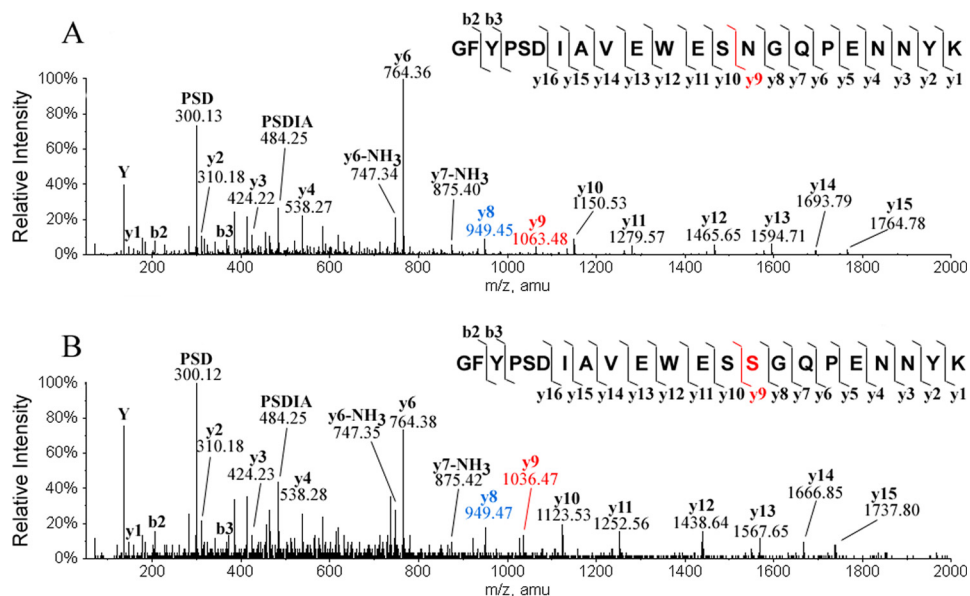 A
b2 b3
GFYPSDIAVEWESNGQPENNYK
y16 y15 y14 y13 y12 y11 y10 y9 y8 y7 y6 y5 y4 y3 y2 y1
Relative Intensity
100%
80%
60%
40%
20%
0%
Y
y1
b2
PSD
300.13
y2
310.18
b3
y3
424.22
PSDIA
484.25
y4
538.27
y6-NH3
747.34
y6
764.36
y7-NH3
875.40
y8
949.45
y9
1063.48
y10
1150.53
y11
1279.57
y12
1465.65
y13
1594.71
y14
1693.79
y15
1764.78
200 400 600 800 1000 1200 1400 1600 1800 2000
m/z, amu
B
b2 b3
GFYPSDIAVEWESSGQPENNYK
y16 y15 y14 y13 y12 y11 y10 y9 y8 y7 y6 y5 y4 y3 y2 y1
Relative Intensity
100%
80%
60%
40%
20%
0%
Y
y1
b2
PSD
300.12
y2
310.18
b3
y3
424.23
PSDIA
484.25
y4
538.28
y6-NH3
747.35
y6
764.38
y7-NH3
875.42
y8
949.47
y9
1036.47
y10
1123.53
y11
1252.56
y12
1438.64
y13
1567.65
y14
1666.85
y15
1737.80
200 400 600 800 1000 1200 1400 1600 1800 2000
m/z, amu